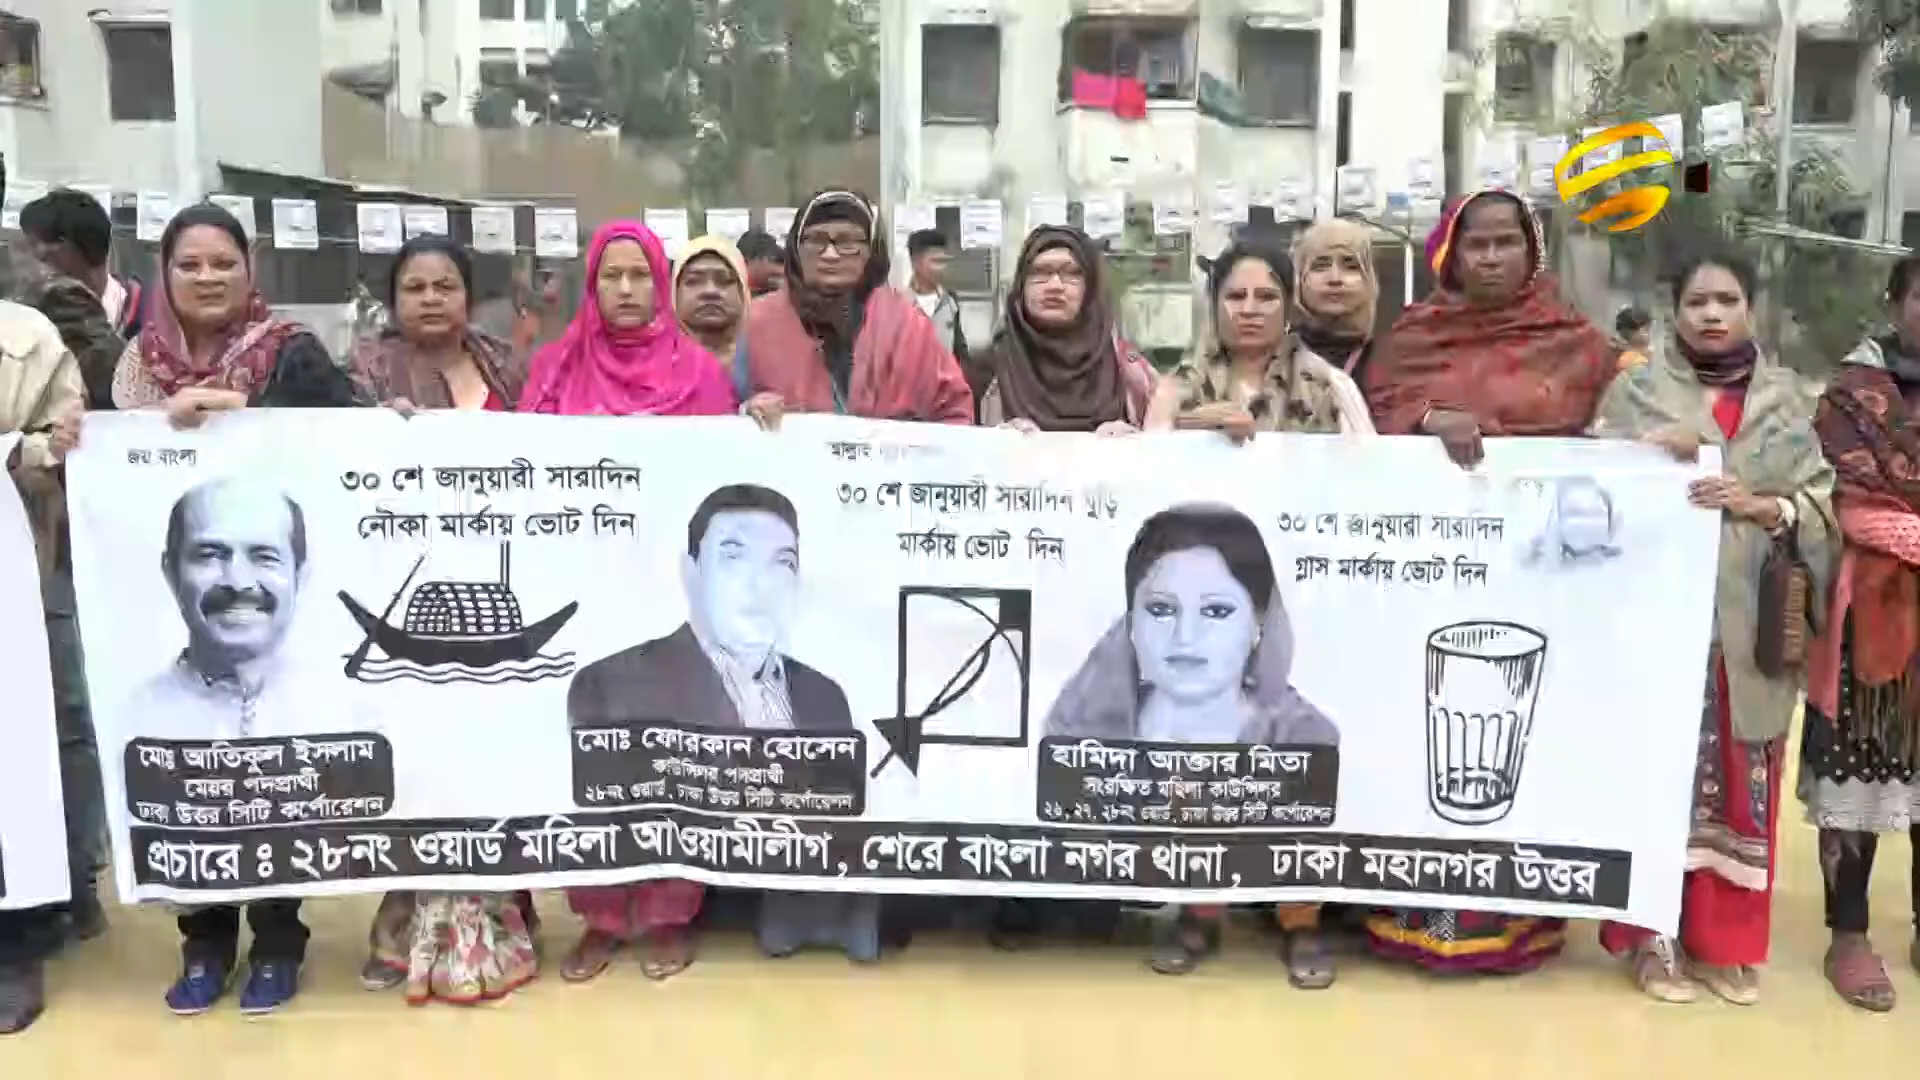 জয় বাংলা
৩০ শে জানুয়ারী সারাদিন
নৌকা মার্কায় ভোট দিন
মোঃ আতিকুল ইসলাম
মেয়র পদপ্রার্থী
ঢাকা উত্তর সিটি কর্পোরেশন
৩০ শে জানুয়ারী সারাদিন ঘুড়ি
মার্কায় ভোট দিন
মোঃ ফোরকান হোসেন
কাউন্সিলর পদপ্রার্থী
২৮নং ওয়ার্ড, ঢাকা উত্তর সিটি কর্পোরেশন
৩০ শে জানুয়ারী সারাদিন
গ্লাস মার্কায় ভোট দিন
হামিদা আক্তার মিতা
সংরক্ষিত মহিলা কাউন্সিলর
২৬, ২৭, ২৮নং ওয়ার্ড, ঢাকা উত্তর সিটি কর্পোরেশন
প্রচারে ঃ ২৮নং ওয়ার্ড মহিলা আওয়ামীলীগ, শেরে বাংলা নগর থানা, ঢাকা মহানগর উত্তর